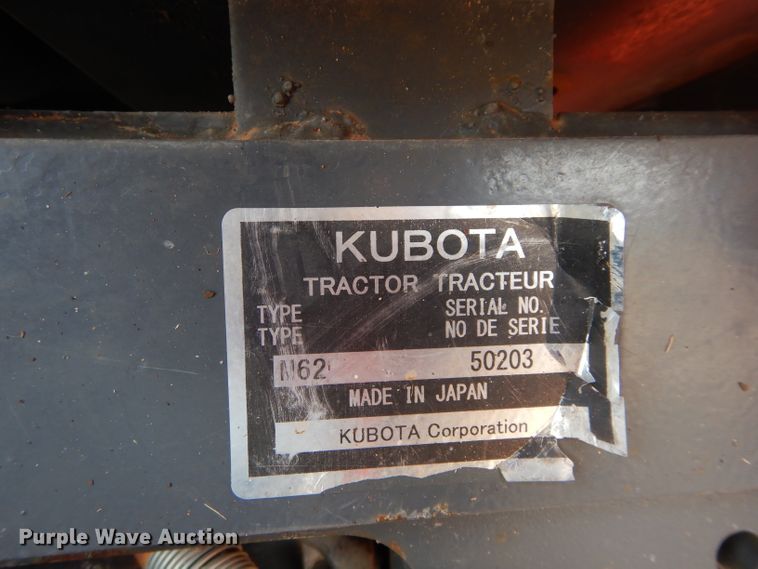 KUBOTA
TRACTOR TRACTEUR
TYPE SERIAL NO.
TYPE NO DE SERIE
M62 50203
MADE IN JAPAN
KUBOTA Corporation
Purple Wave Auction